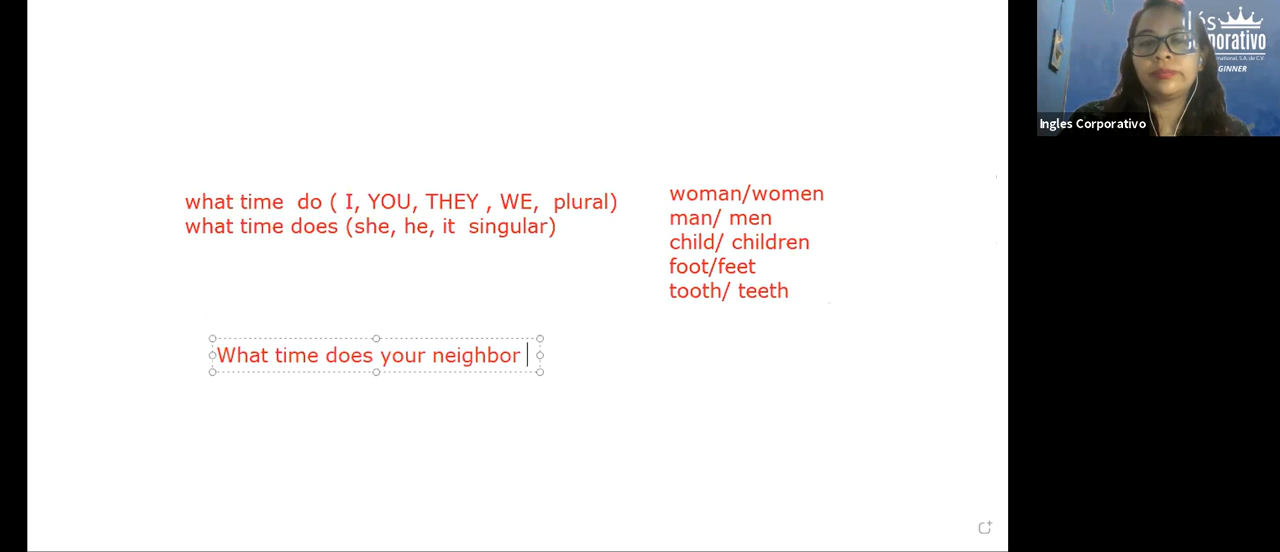 what time do ( I, YOU, THEY , WE, plural)
what time does (she, he, it singular)
woman/women
man/ men
child/ children
foot/feet
tooth/ teeth
What time does your neighbor
Ingles Corporativo
GINNER